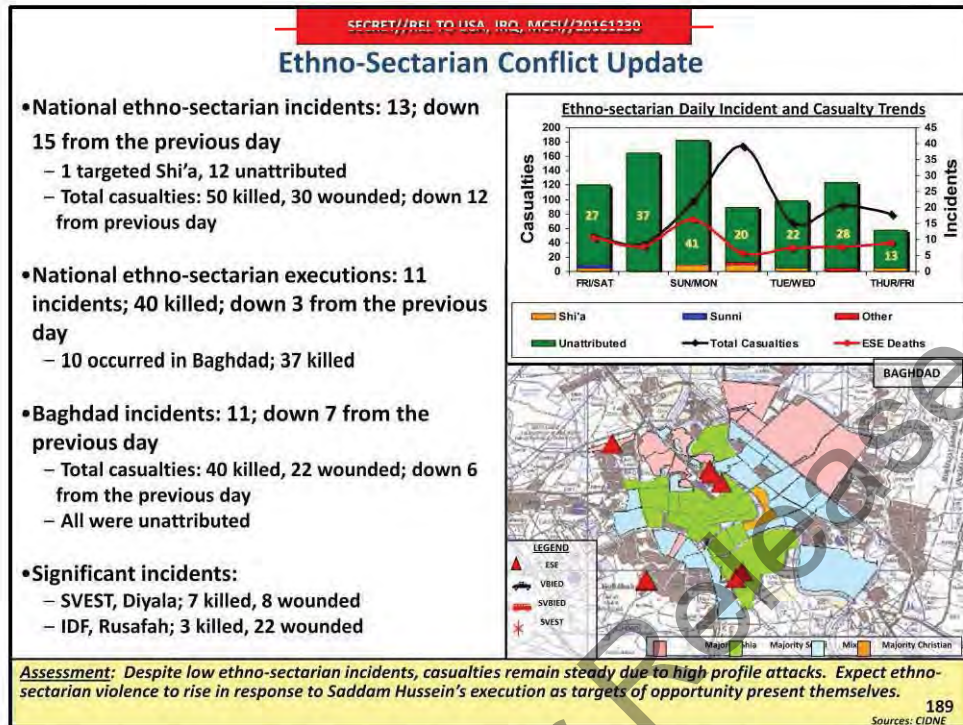 SECRET//REL TO USA, IRQ, MCFI//20161230
Ethno-Sectarian Conflict Update
•National ethno-sectarian incidents: 13; down
15 from the previous day
– 1 targeted Shi’a, 12 unattributed
– Total casualties: 50 killed, 30 wounded; down 12
from previous day
•National ethno-sectarian executions: 11
incidents; 40 killed; down 3 from the previous
day
– 10 occurred in Baghdad; 37 killed
•Baghdad incidents: 11; down 7 from the
previous day
– Total casualties: 40 killed, 22 wounded; down 6
from the previous day
– All were unattributed
•Significant incidents:
– SVEST, Diyala; 7 killed, 8 wounded
– IDF, Rusafah; 3 killed, 22 wounded
Ethno-sectarian Daily Incident and Casualty Trends
Casualties
Incidents
200 45
180 40
160 35
140 30
120 25
100 20
80 15
60 10
40 5
20 0
0
27 37 41 20 22 28 13
FRI/SAT SUN/MON TUE/WED THUR/FRI
Shi'a Sunni Other
Unattributed Total Casualties ESE Deaths
BAGHDAD
LEGEND
ESE
VBIED
SVBIED
SVEST
Majority Christian
Release
Assessment: Despite low ethno-sectarian incidents, casualties remain steady due to high profile attacks. Expect ethno-
sectarian violence to rise in response to Saddam Hussein’s execution as targets of opportunity present themselves.
189
Sources: CIDNE